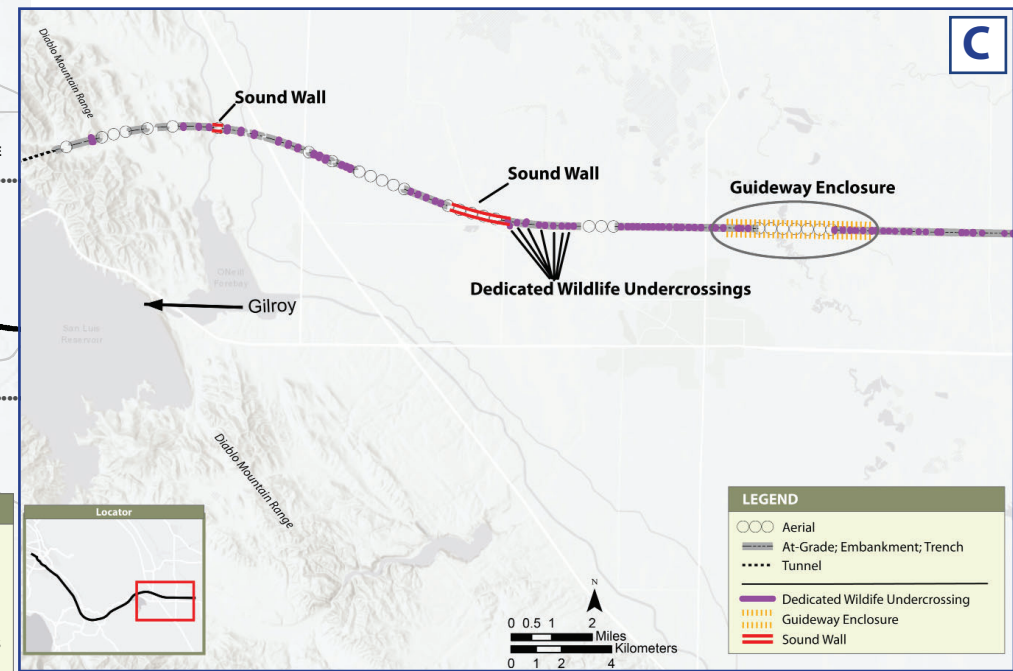 C
Diablo Mountain Range
Sound Wall
Sound Wall
Guideway Enclosure
Dedicated Wildlife Undercrossings
O'Neill
Forebay
Gilroy
San Luis
Reservoir
Diablo Mountain Range
Locator
N
0 0.5 1 2
Miles
Kilometers
0 1 2 4
LEGEND
Aerial
At-Grade; Embankment; Trench
Tunnel
Dedicated Wildife Undercrossing
Guideway Enclosure
Sound Wall